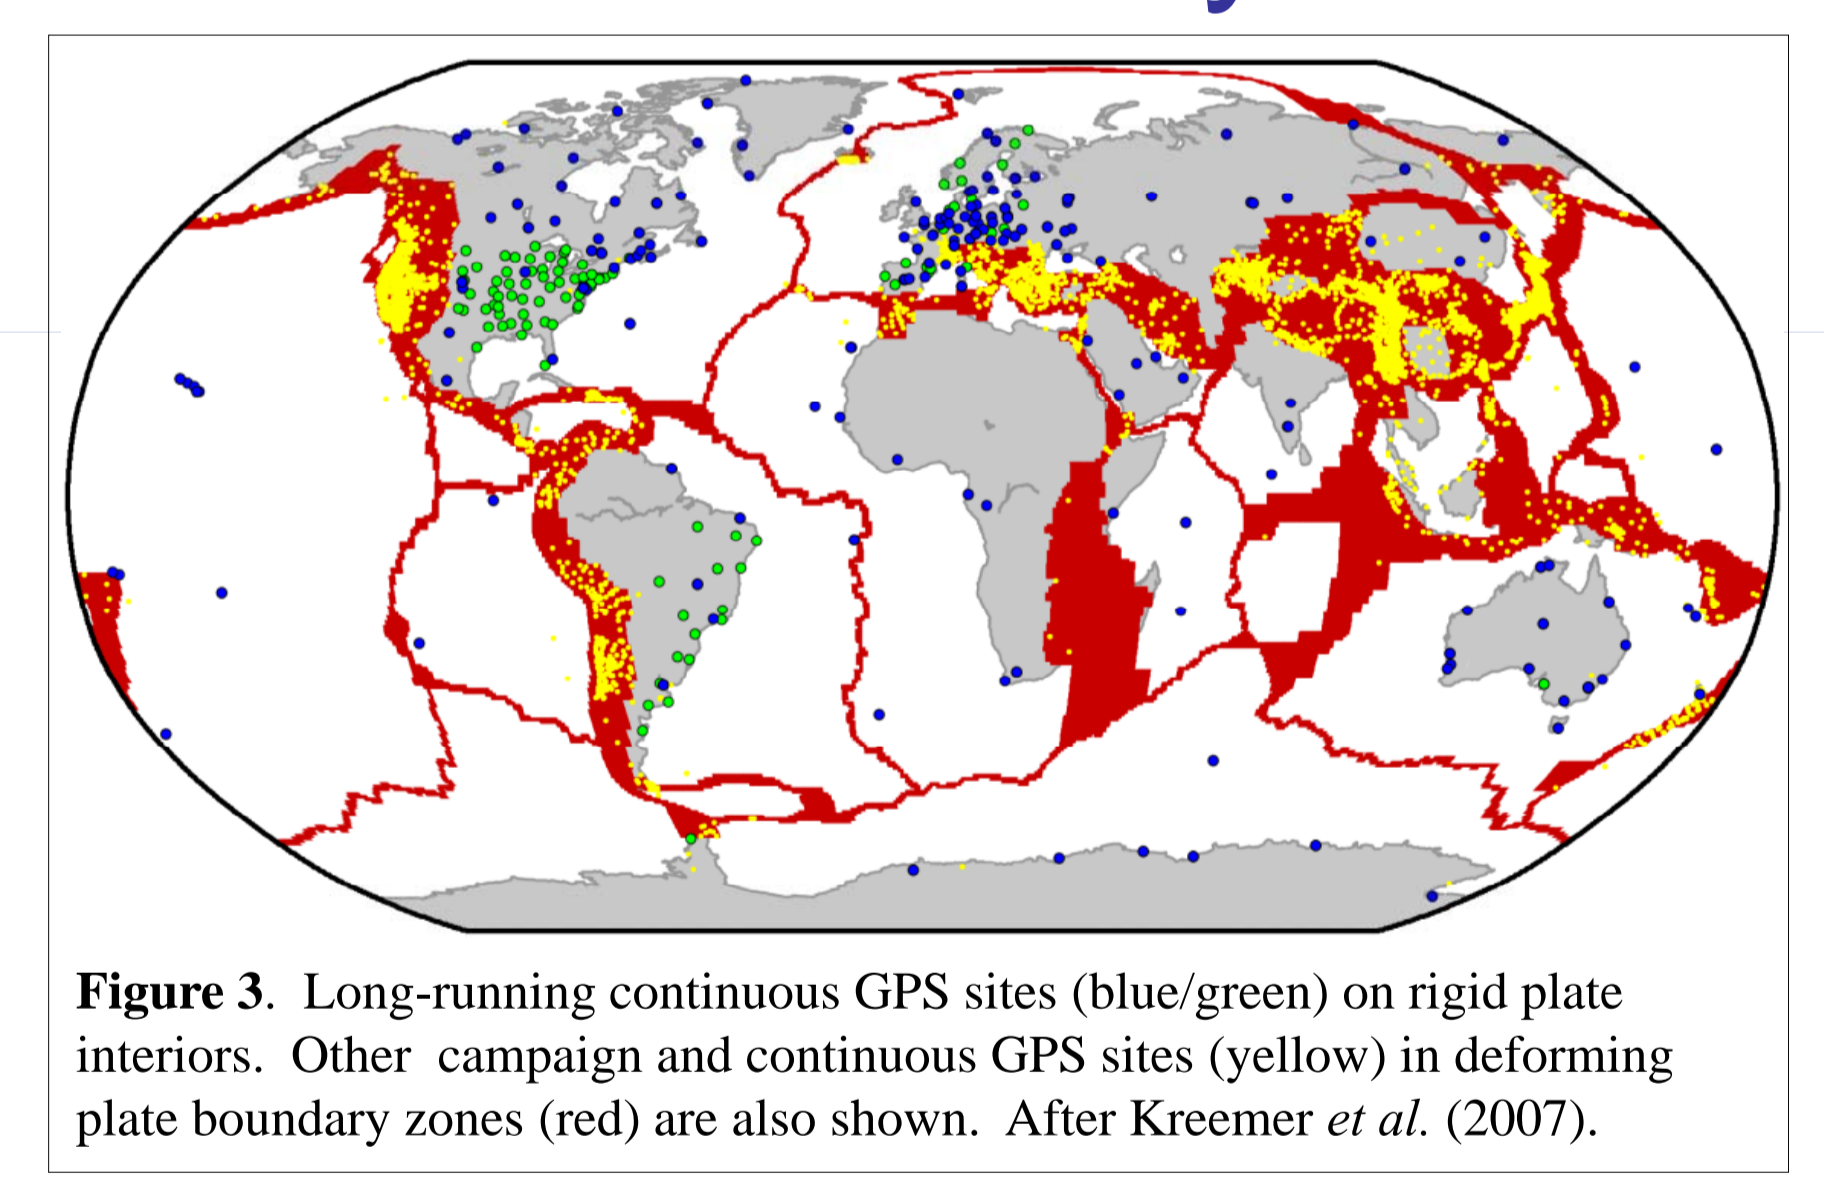 Figure 3. Long-running continuous GPS sites (blue/green) on rigid plate
interiors. Other campaign and continuous GPS sites (yellow) in deforming
plate boundary zones (red) are also shown. After Kreemer et al. (2007).